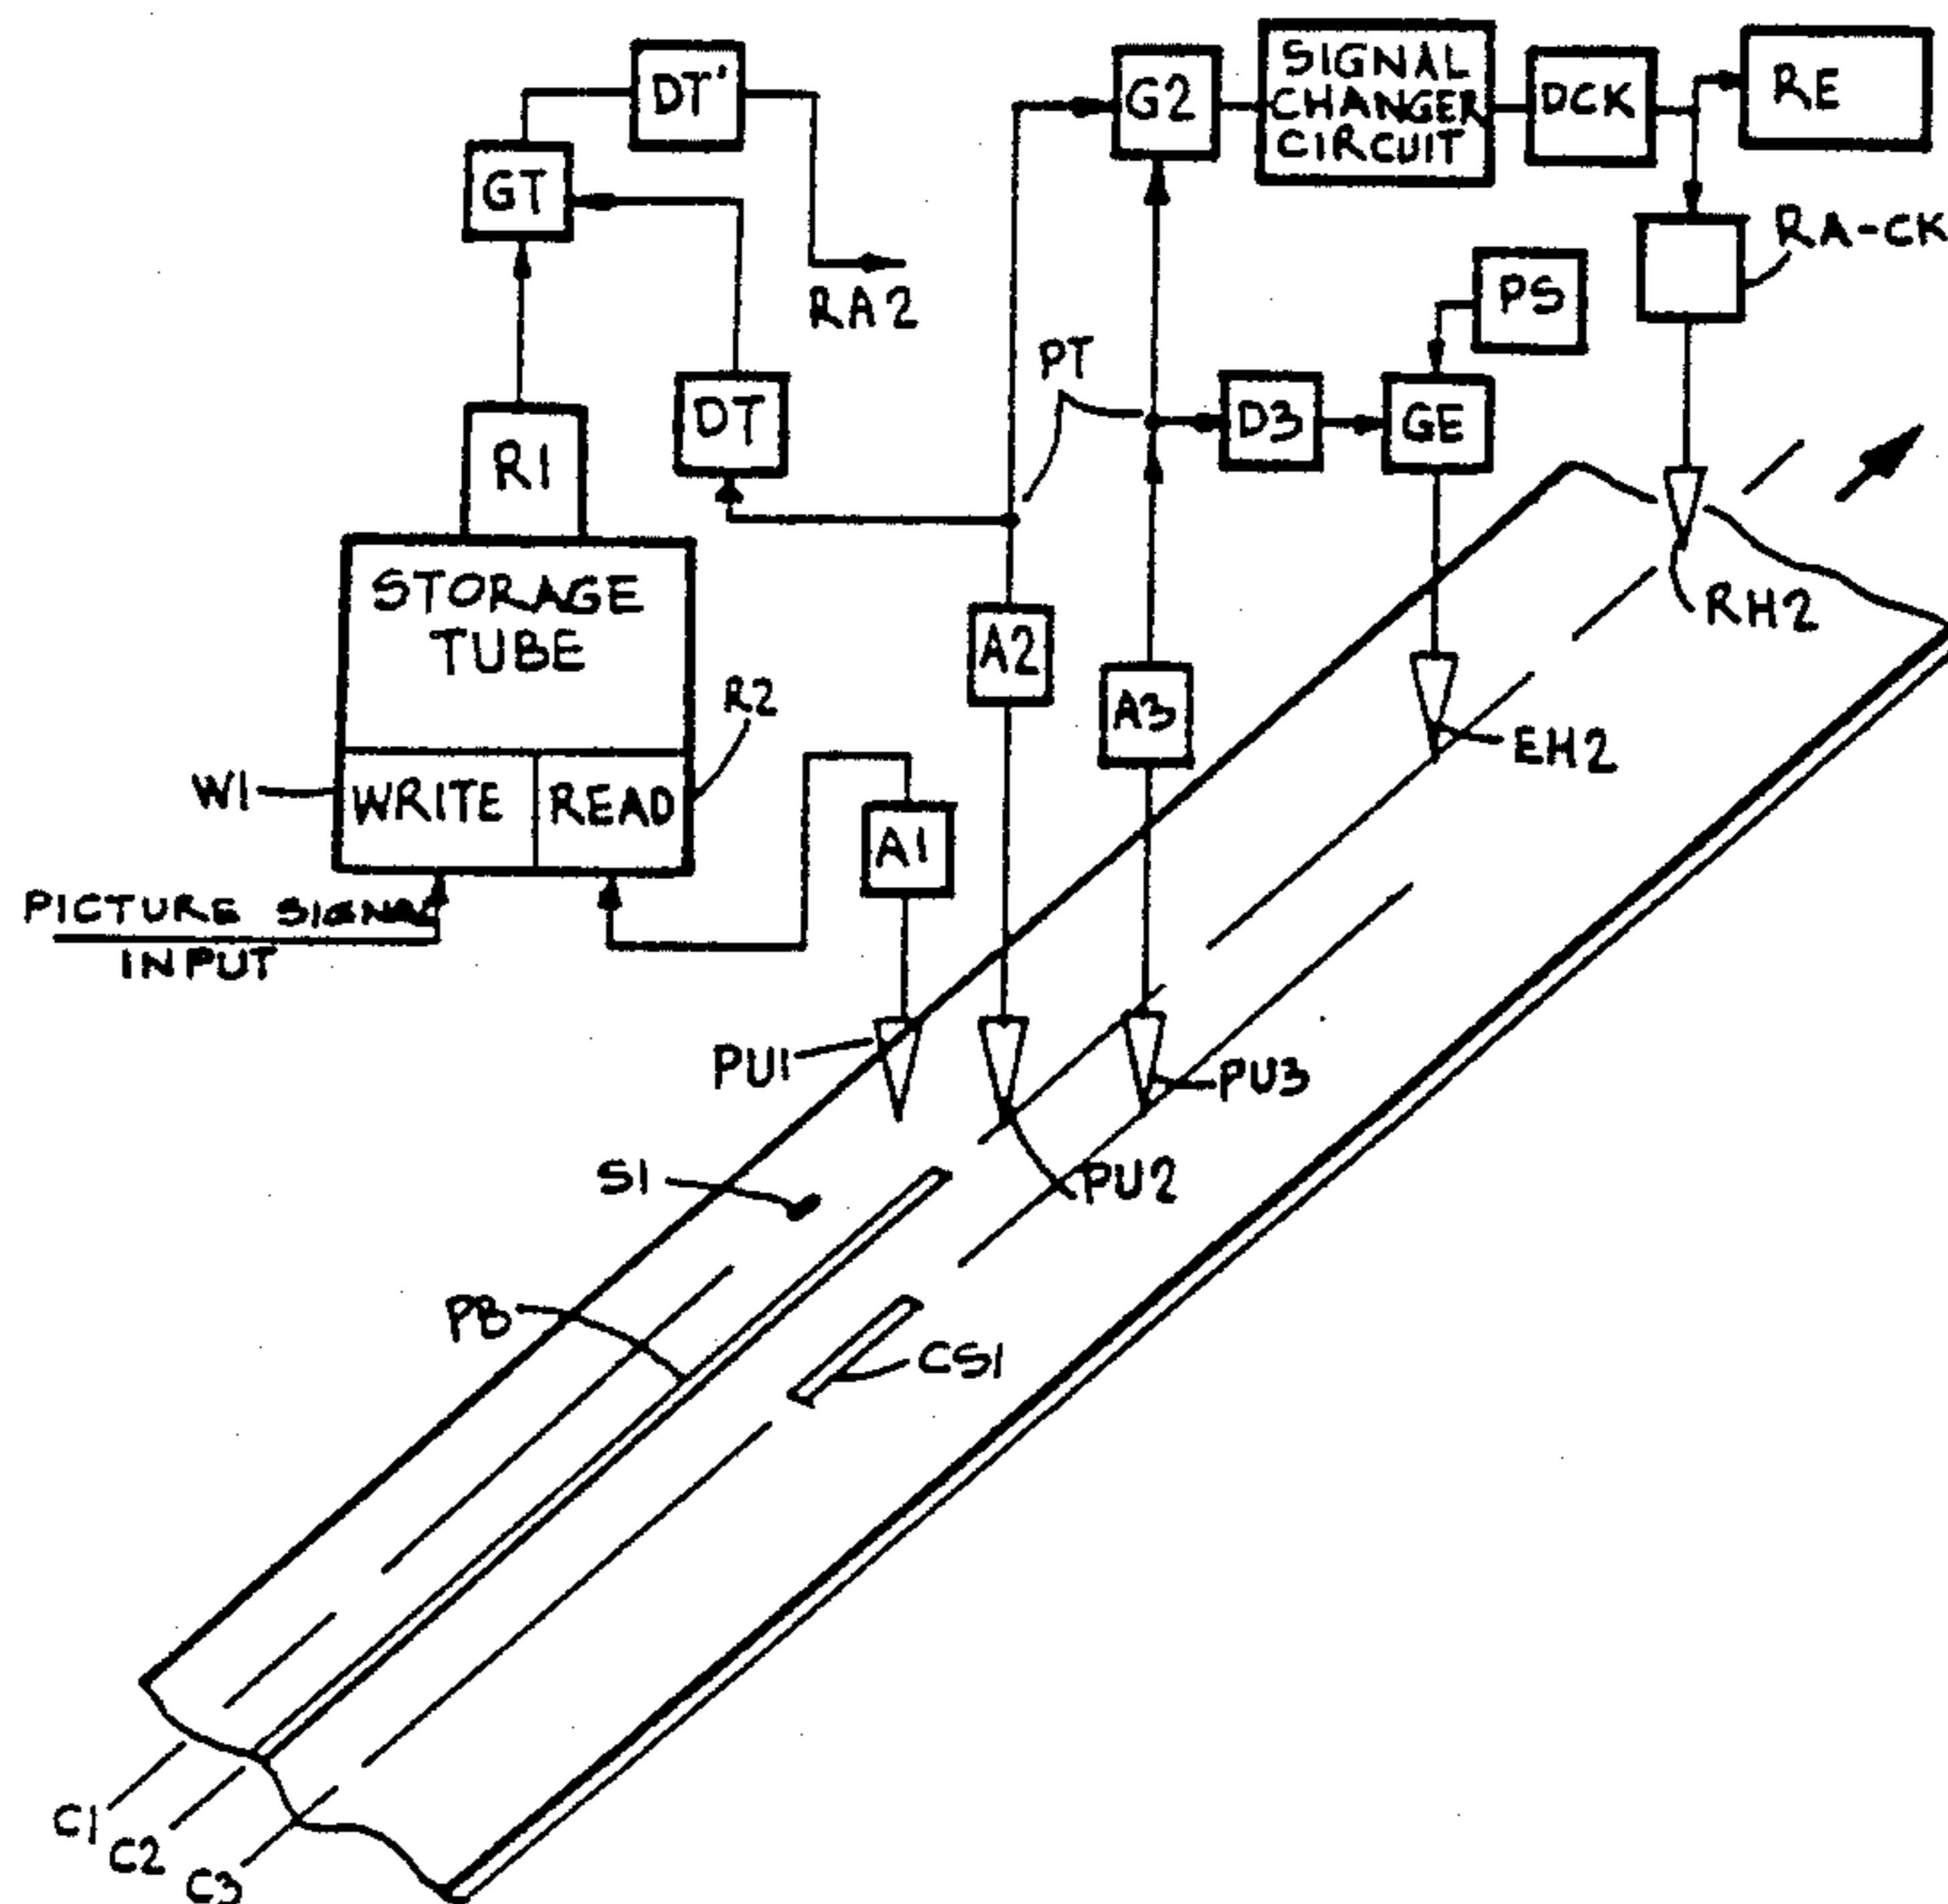 DT'
G2
SIGNAL
CHANGER
CIRCUIT
DCK
RE
GT
RA-CK
PS
RA2
PT
DT
D3
GE
R1
STORAGE
TUBE
A2
RH2
R2
A3
EH2
W1
WRITE
READ
A1
PICTURE SIGNAL
INPUT
PU1
PU3
S1
PU2
PB
CS1
C1
C2
C3